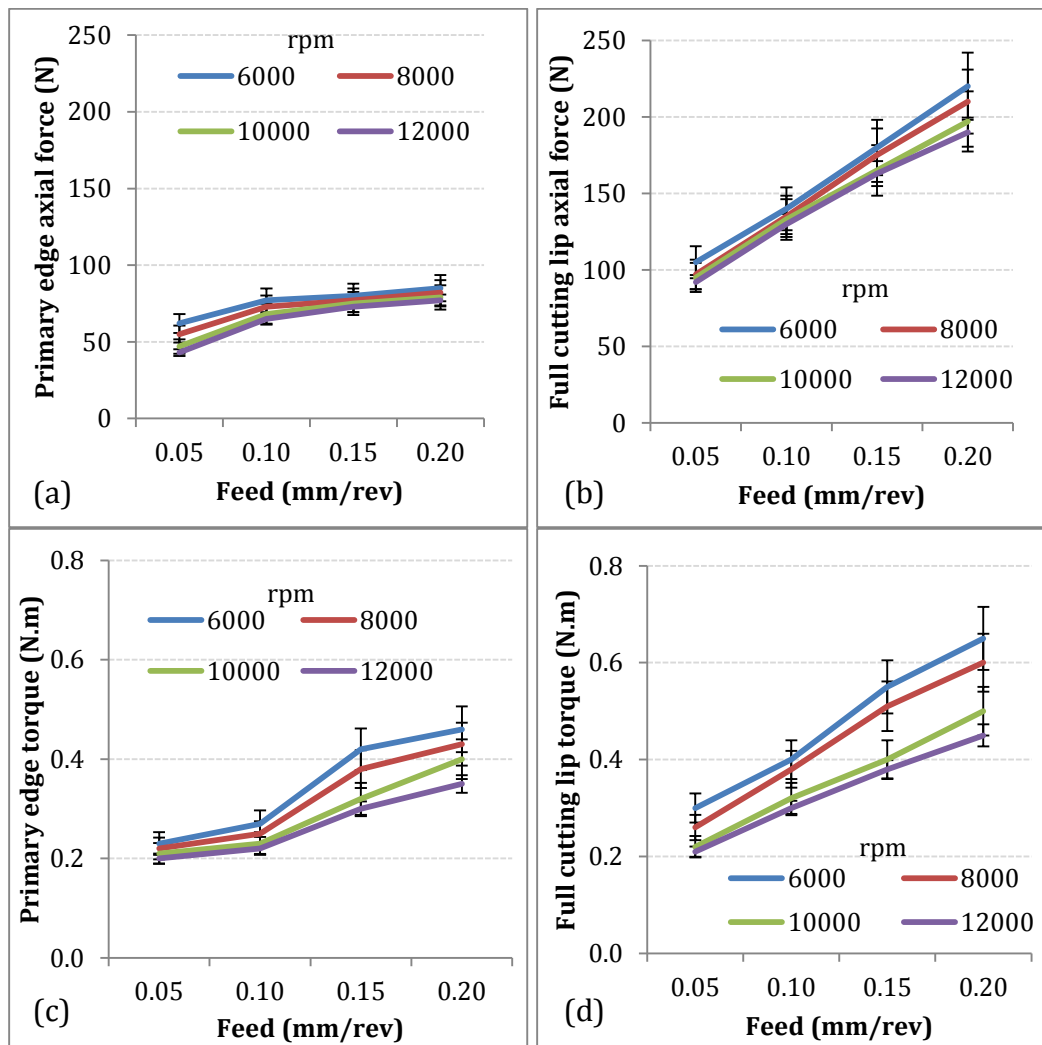 Primary edge axial force (N)
250
200
150
100
50
0
rpm
6000 8000
10000 12000
0.05 0.10 0.15 0.20
(a) Feed (mm/rev)
Full cutting lip axial force (N)
250
200
150
100
50
0
rpm
6000 8000
10000 12000
0.05 0.10 0.15 0.20
(b) Feed (mm/rev)
Primary edge torque (N.m)
0.8
0.6
0.4
0.2
0.0
rpm
6000 8000
10000 12000
0.05 0.10 0.15 0.20
(c) Feed (mm/rev)
Full cutting lip torque (N.m)
0.8
0.6
0.4
0.2
0.0
rpm
6000 8000
10000 12000
0.05 0.10 0.15 0.20
(d) Feed (mm/rev)